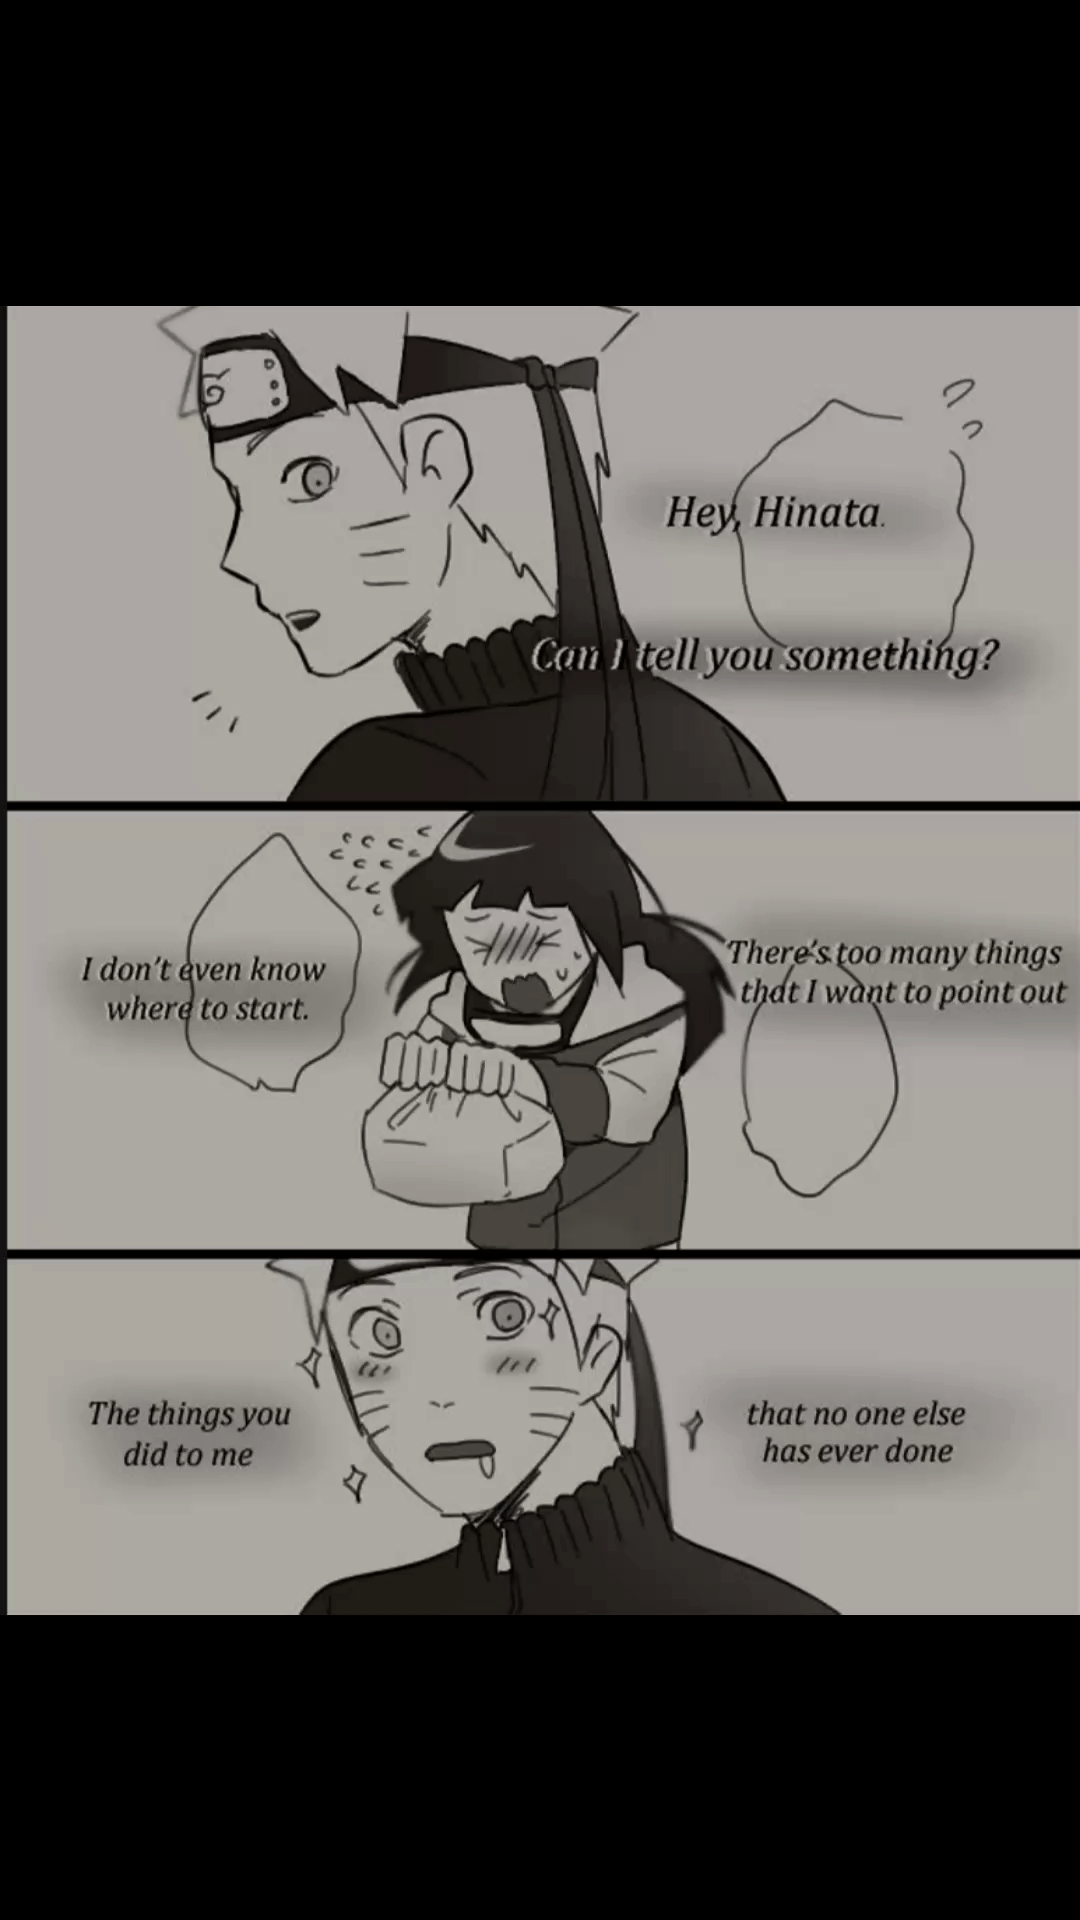 Hey, Hinata.
Can I tell you something?
I don't even know
where to start.
There's too many things
that I want to point out
The things you
did to me
that no one else
has ever done